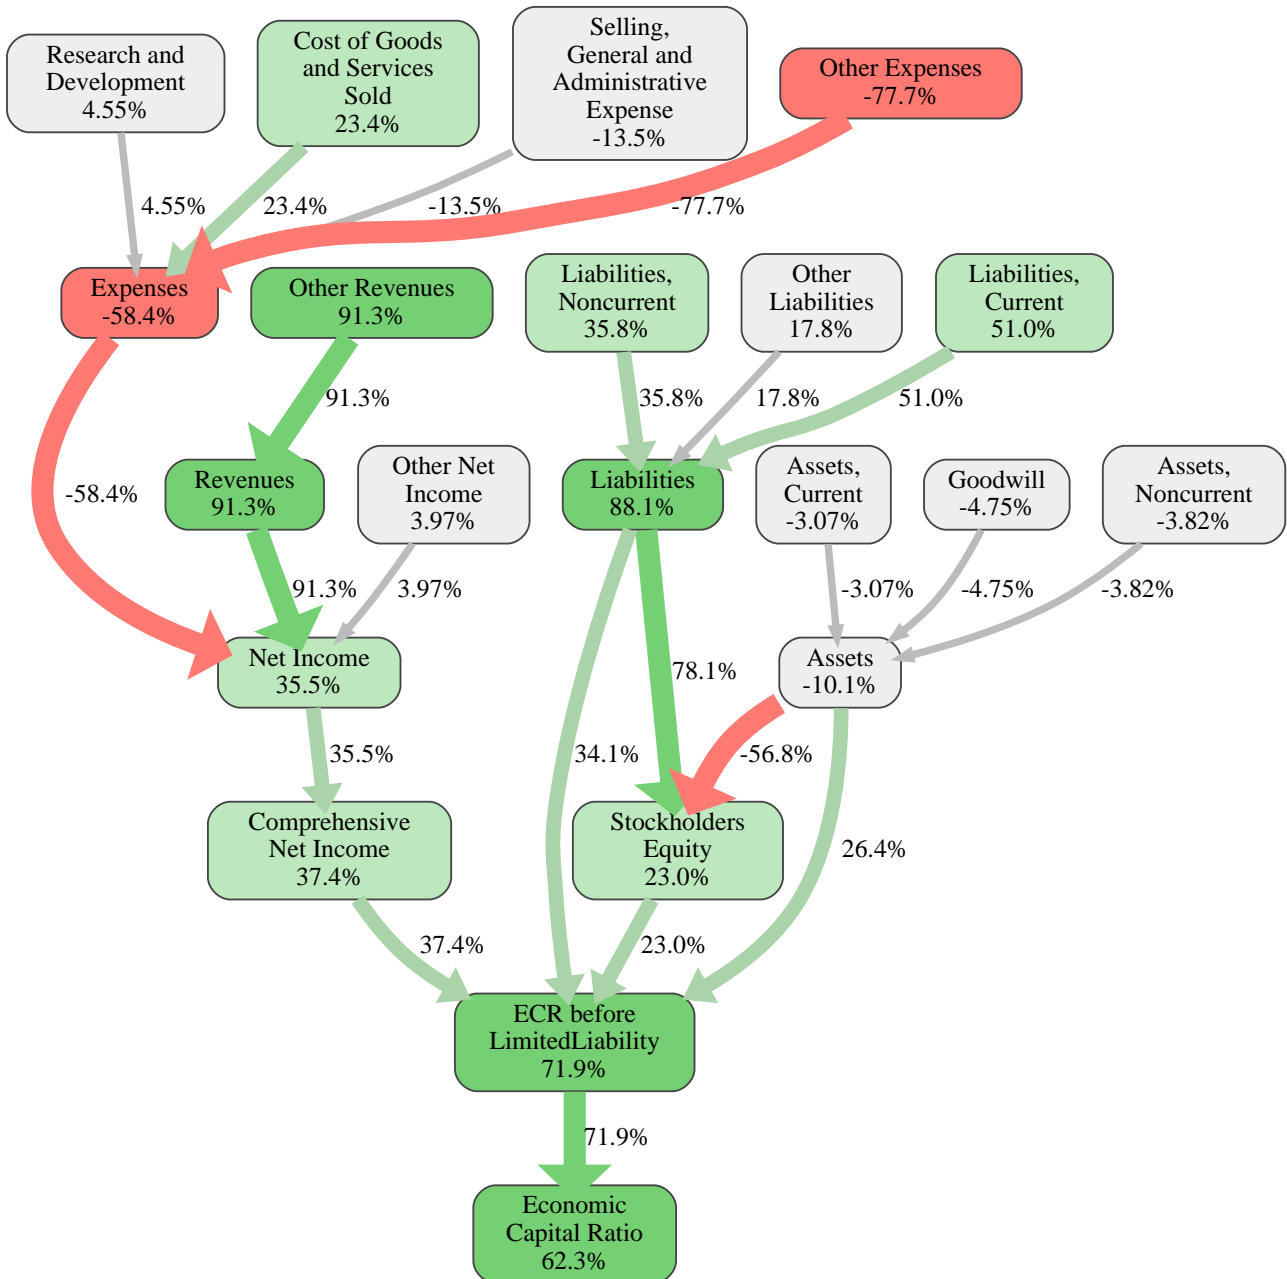 Research and
Development
4.55%
Cost of Goods
and Services
Sold
23.4%
Selling,
General and
Administrative
Expense
-13.5%
Other Expenses
-77.7%
4.55%
23.4%
-13.5%
-77.7%
Expenses
-58.4%
Other Revenues
91.3%
Liabilities,
Noncurrent
35.8%
Other
Liabilities
17.8%
Liabilities,
Current
51.0%
91.3%
35.8%
17.8%
51.0%
-58.4%
Revenues
91.3%
Other Net
Income
3.97%
Liabilities
88.1%
Assets,
Current
-3.07%
Goodwill
-4.75%
Assets,
Noncurrent
-3.82%
91.3%
3.97%
-3.07%
-4.75%
-3.82%
Net Income
35.5%
78.1%
Assets
-10.1%
35.5%
34.1%
-56.8%
Comprehensive
Net Income
37.4%
Stockholders
Equity
23.0%
26.4%
37.4%
23.0%
ECR before
LimitedLiability
71.9%
71.9%
Economic
Capital Ratio
62.3%